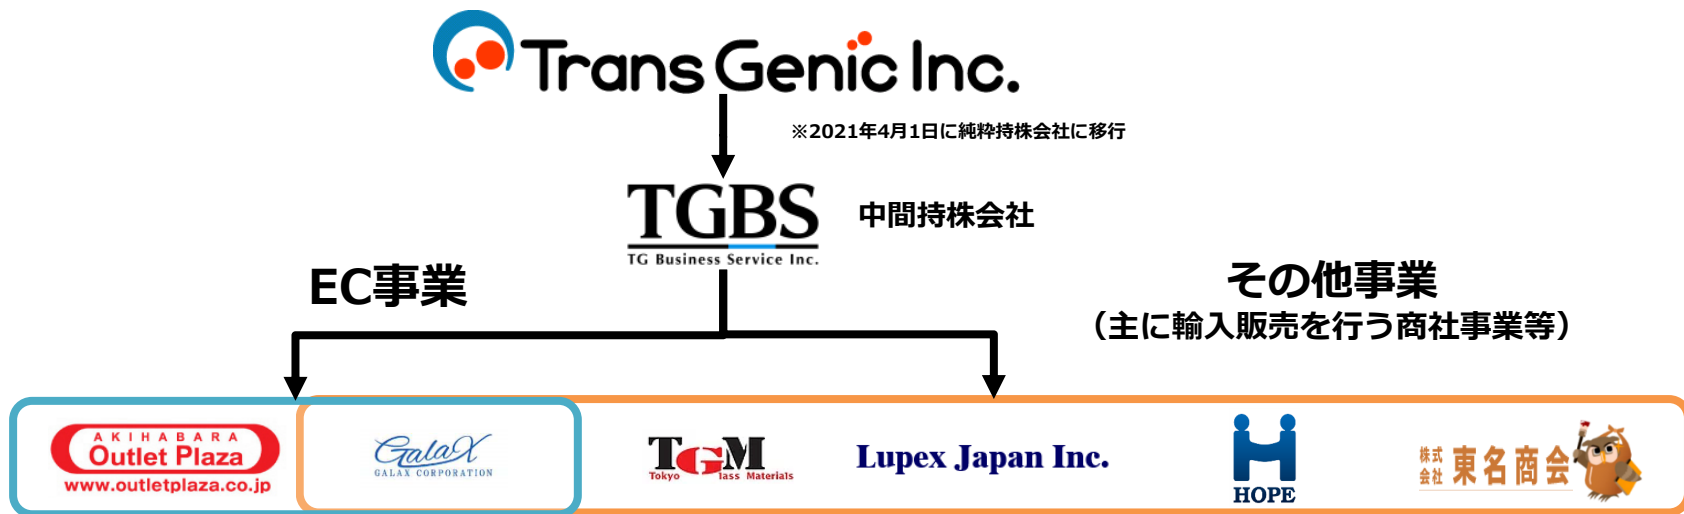 Trans Genic Inc.
※2021年4月1日に純粋持株会社に移行
TGBS
TG Business Service Inc.
中間持株会社
EC事業
その他事業
（主に輸入販売を行う商社事業等）
AKIHABARA
Outlet Plaza
www.outletplaza.co.jp
GalaX
GALAX CORPORATION
TGM
Tokyo lass Materials
Lupex Japan Inc.
HOPE
株式会社 東名商会